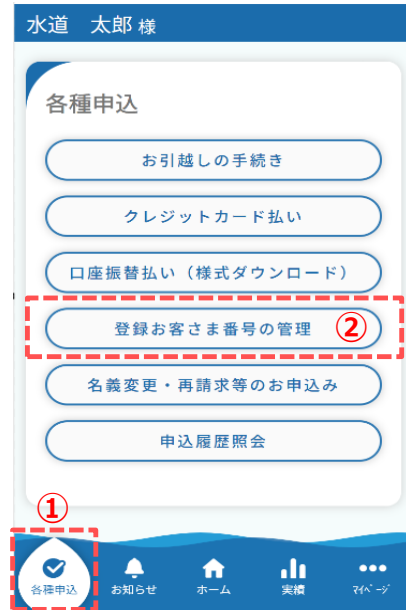 水道　太郎 様
各種申込
お引越しの手続き
クレジットカード払い
口座振替払い（様式ダウンロード）
登録お客さま番号の管理 ②
名義変更・再請求等のお申込み
申込履歴照会
①
各種申込 お知らせ ホーム 実績 ﾏｲﾍﾟｰｼﾞ